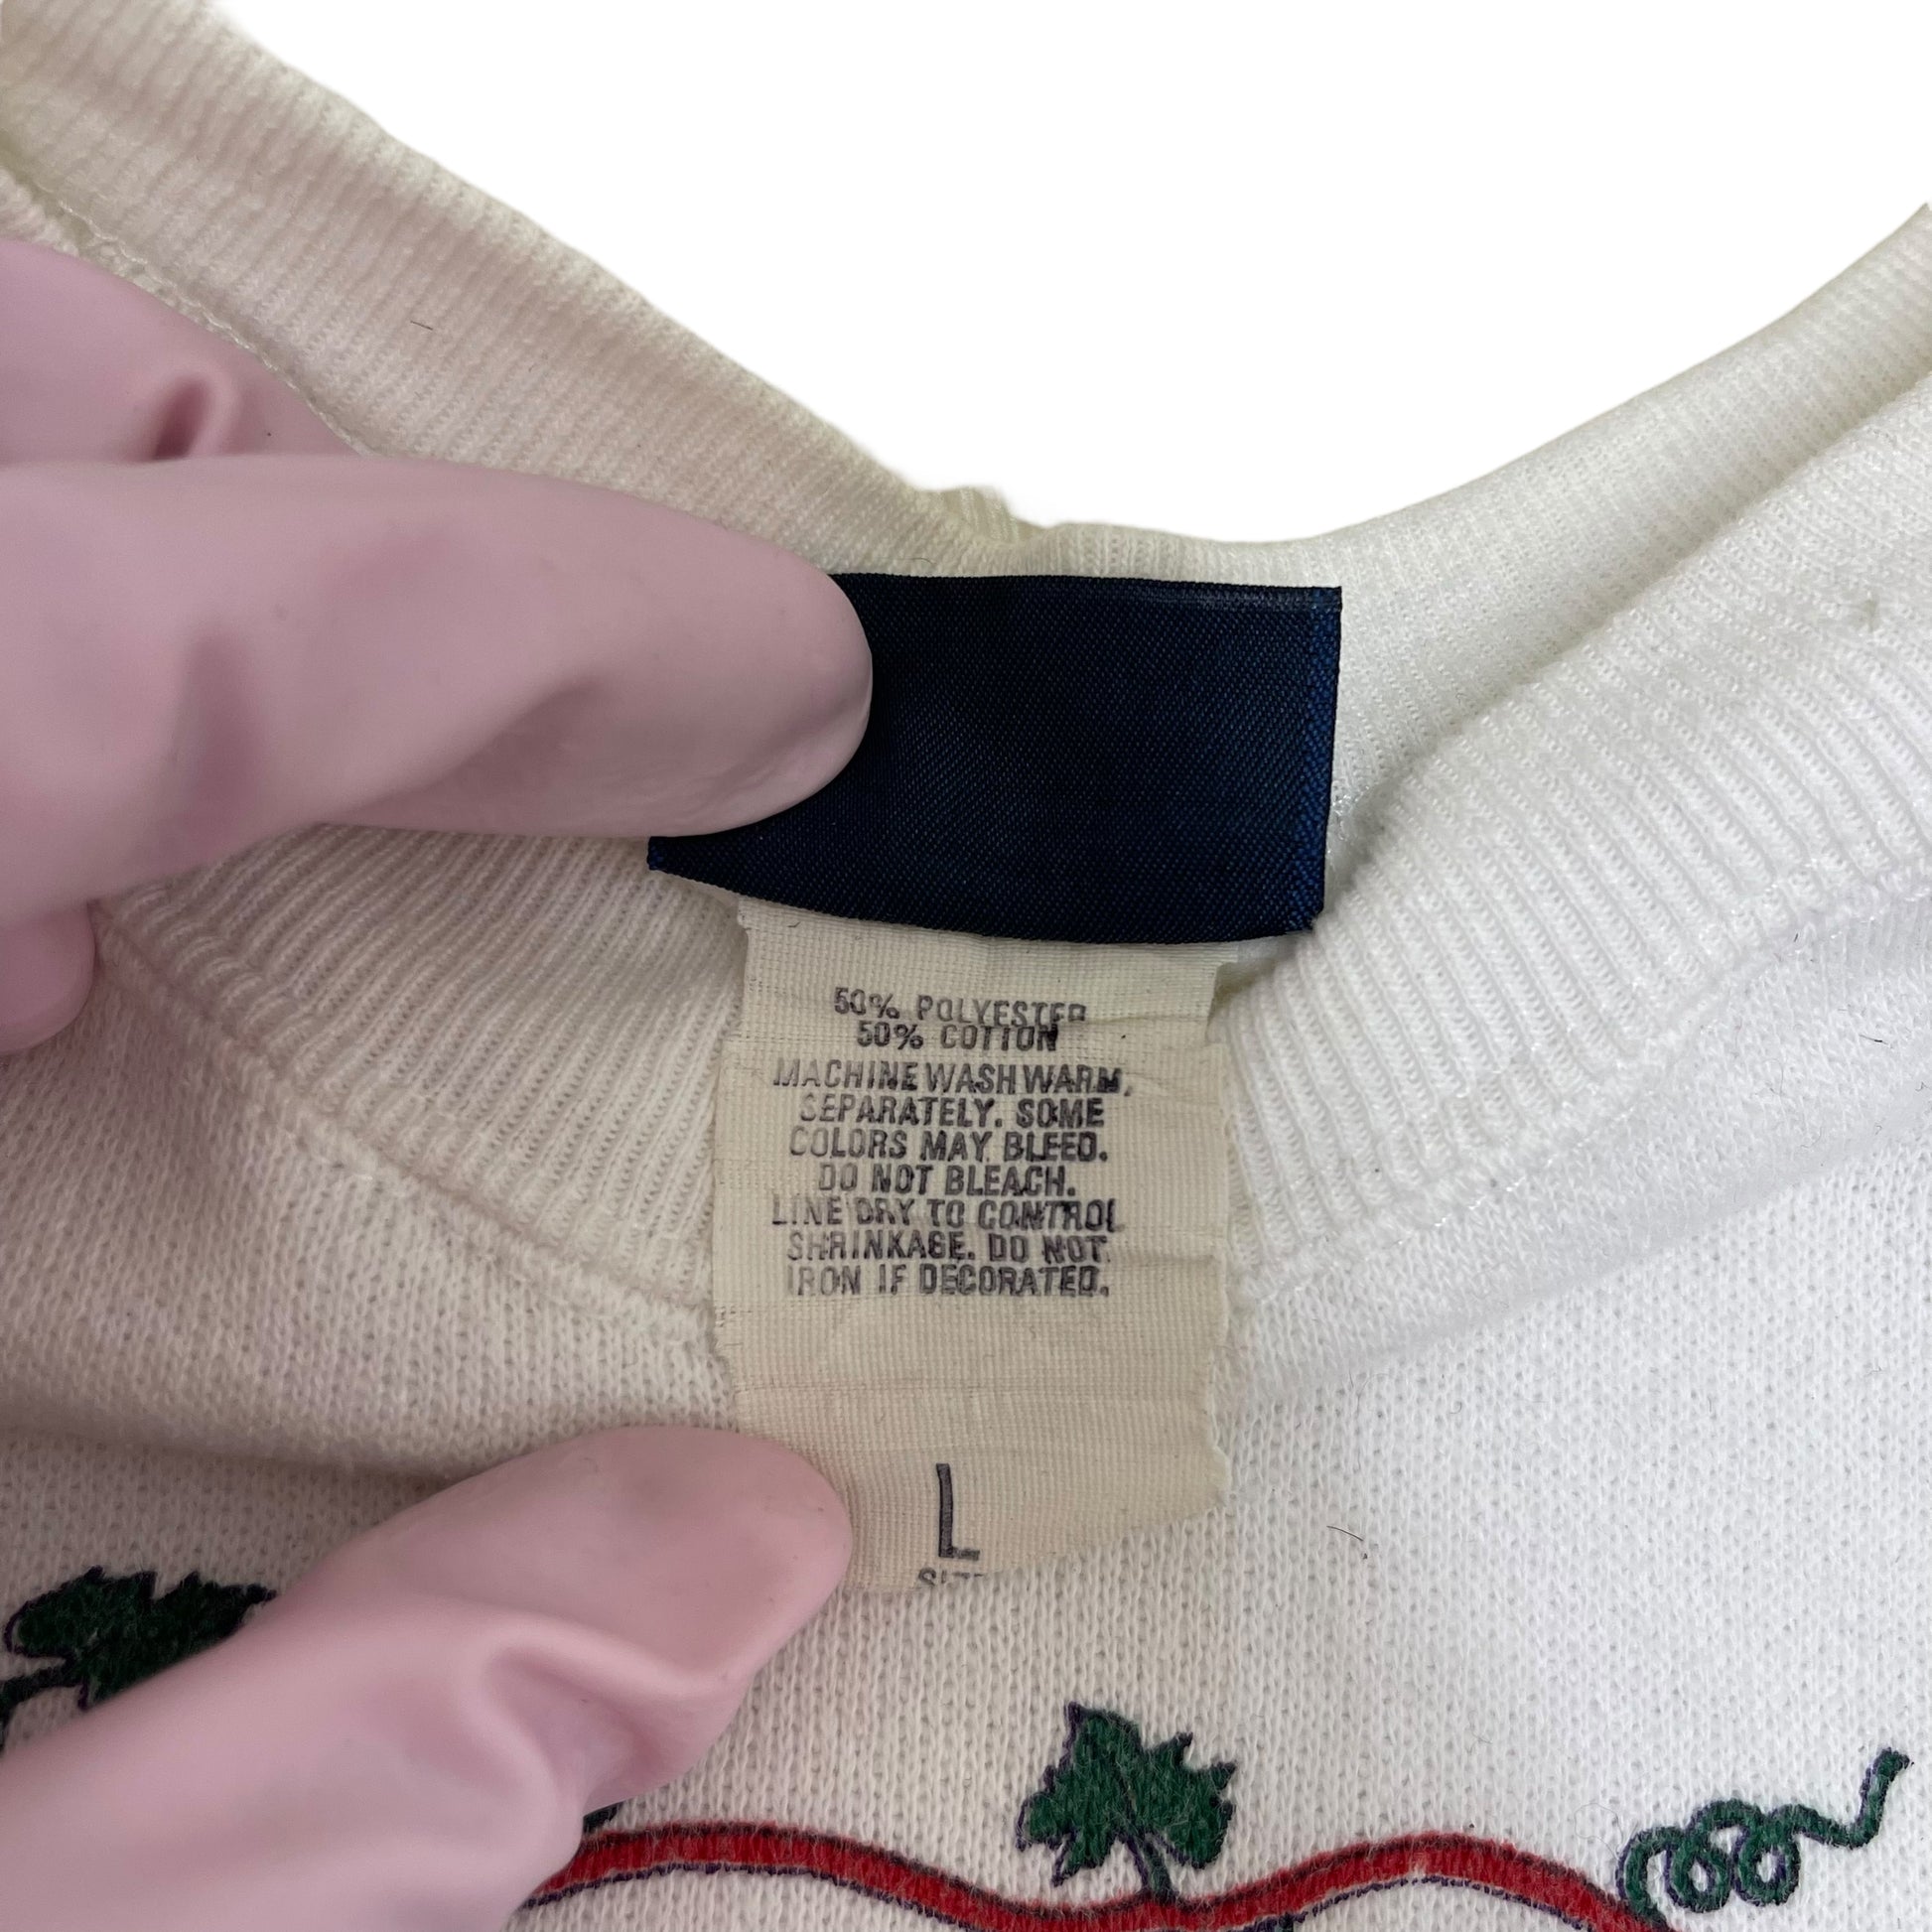 50% POLYESTER
50% COTTON
MACHINE WASH WARM,
SEPARATELY. SOME
COLORS MAY BLEED.
DO NOT BLEACH.
LINE DRY TO CONTROL
SHRINKAGE. DO NOT
IRON IF DECORATED.
L